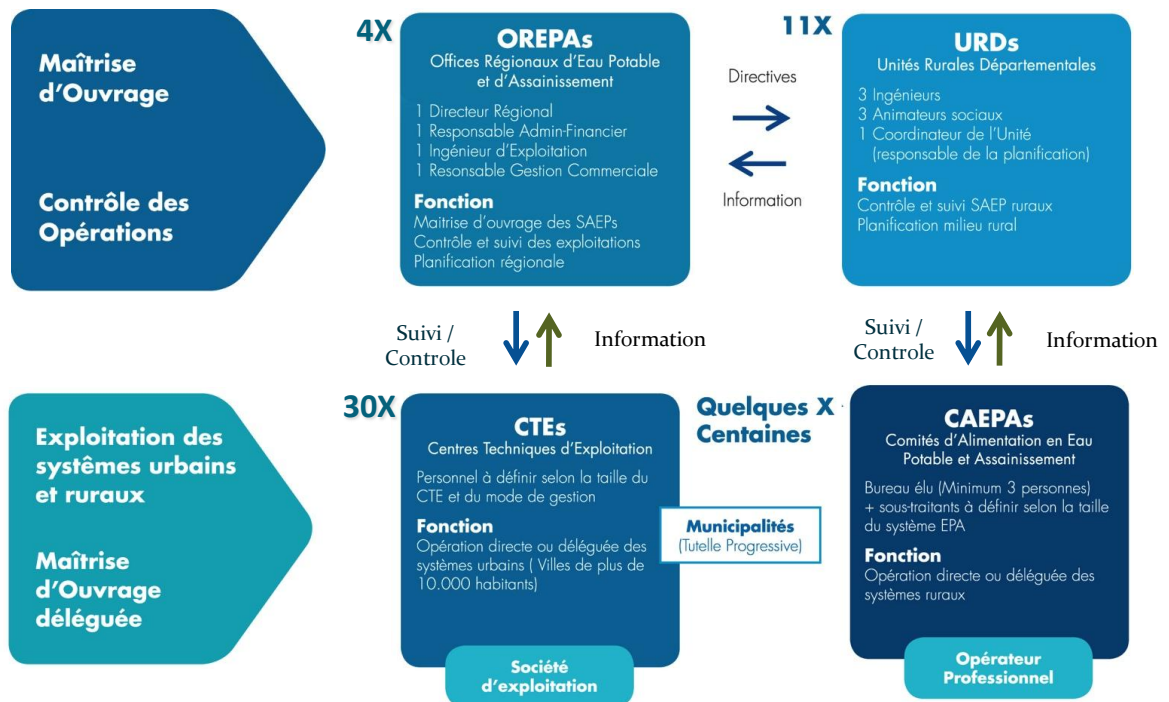 Maîtrise
d'Ouvrage
Contrôle des
Opérations
4X
OREPAs
Offices Régionaux d'Eau Potable
et d'Assainissement
1 Directeur Régional
1 Responsable Admin-Financier
1 Ingénieur d'Exploitation
1 Resonsable Gestion Commerciale
Fonction
Maitrise d'ouvrage des SAEPs
Contrôle et suivi des exploitations
Planification régionale
Directives
Information
11X
URDs
Unités Rurales Départementales
3 Ingénieurs
3 Animateurs sociaux
1 Coordinateur de l'Unité
(responsable de la planification)
Fonction
Contrôle et suivi SAEP ruraux
Planification milieu rural
Suivi /
Controle
Information
Suivi /
Controle
Information
Exploitation des
systêmes urbains
et ruraux
Maîtrise
d'Ouvrage
déléguée
30X
CTEs
Centres Techniques d'Exploitation
Personnel à définir selon la taille du
CTE et du mode de gestion
Fonction
Opération directe ou déléguée des
systèmes urbains ( Villes de plus de
10.000 habitants)
Société
d'exploitation
Quelques X
Centaines
Municipalités
(Tutelle Progressive)
CAEPAs
Comités d'Alimentation en Eau
Potable et Assainissement
Bureau élu (Minimum 3 personnes)
+ sous-traitants à définir selon la taille
du système EPA
Fonction
Opération directe ou déléguée des
systèmes ruraux
Opérateur
Professionnel